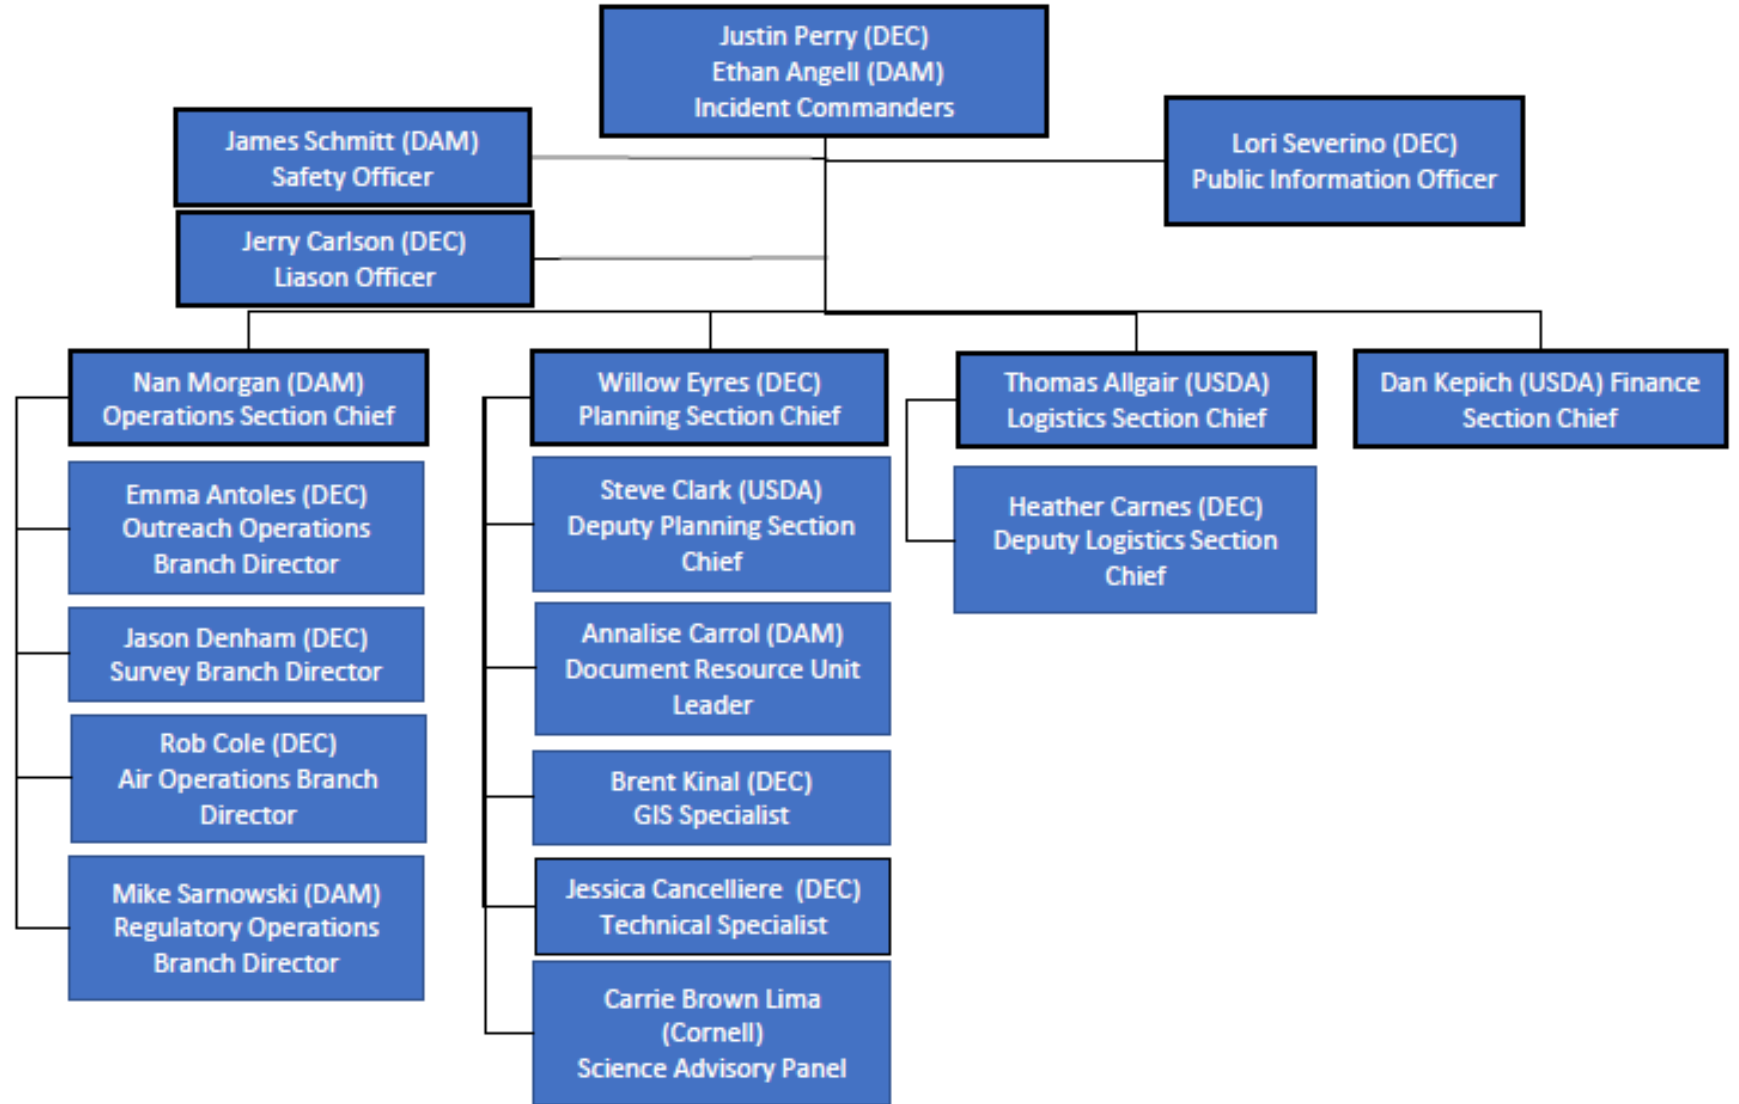 Justin Perry (DEC)
Ethan Angell (DAM)
Incident Commanders
James Schmitt (DAM)
Safety Officer
Lori Severino (DEC)
Public Information Officer
Jerry Carlson (DEC)
Liason Officer
Nan Morgan (DAM)
Operations Section Chief
Emma Antoles (DEC)
Outreach Operations
Branch Director
Jason Denham (DEC)
Survey Branch Director
Rob Cole (DEC)
Air Operations Branch
Director
Mike Sarnowski (DAM)
Regulatory Operations
Branch Director
Willow Eyres (DEC)
Planning Section Chief
Steve Clark (USDA)
Deputy Planning Section
Chief
Annalise Carrol (DAM)
Document Resource Unit
Leader
Brent Kinal (DEC)
GIS Specialist
Jessica Cancelliere (DEC)
Technical Specialist
Carrie Brown Lima
(Cornell)
Science Advisory Panel
Thomas Allgair (USDA)
Logistics Section Chief
Heather Carnes (DEC)
Deputy Logistics Section
Chief
Dan Kepich (USDA) Finance
Section Chief